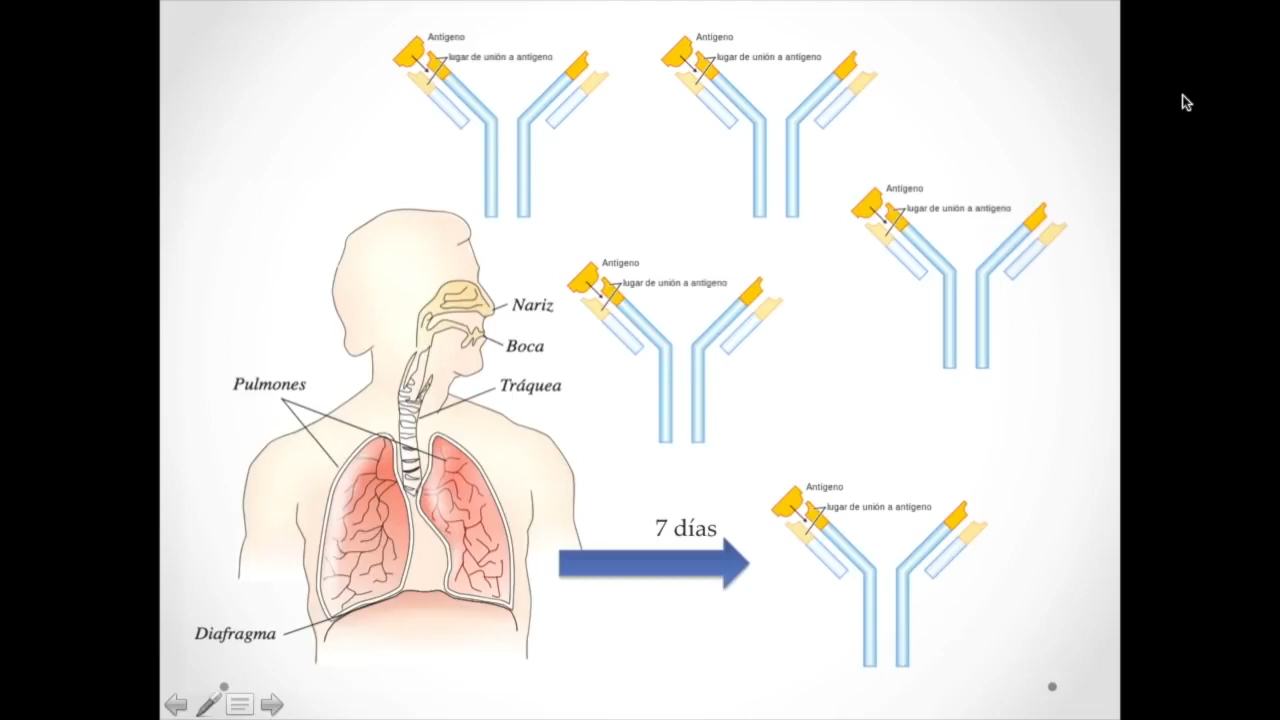 Antígeno
lugar de unión a antígeno
Antígeno
lugar de unión a antígeno
Antígeno
lugar de unión a antígeno
Antígeno
lugar de unión a antígeno
Nariz
Boca
Tráquea
Pulmones
Antígeno
lugar de unión a antígeno
7 días
Diafragma